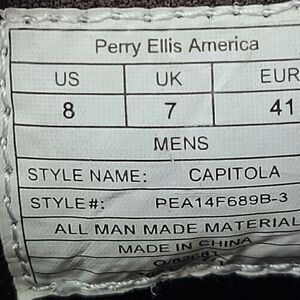 Perry Ellis America
US UK EUR
8 7 41
MENS
STYLE NAME: CAPITOLA
STYLE#: PEA14F689B-3
ALL MAN MADE MATERIAL
MADE IN CHINA